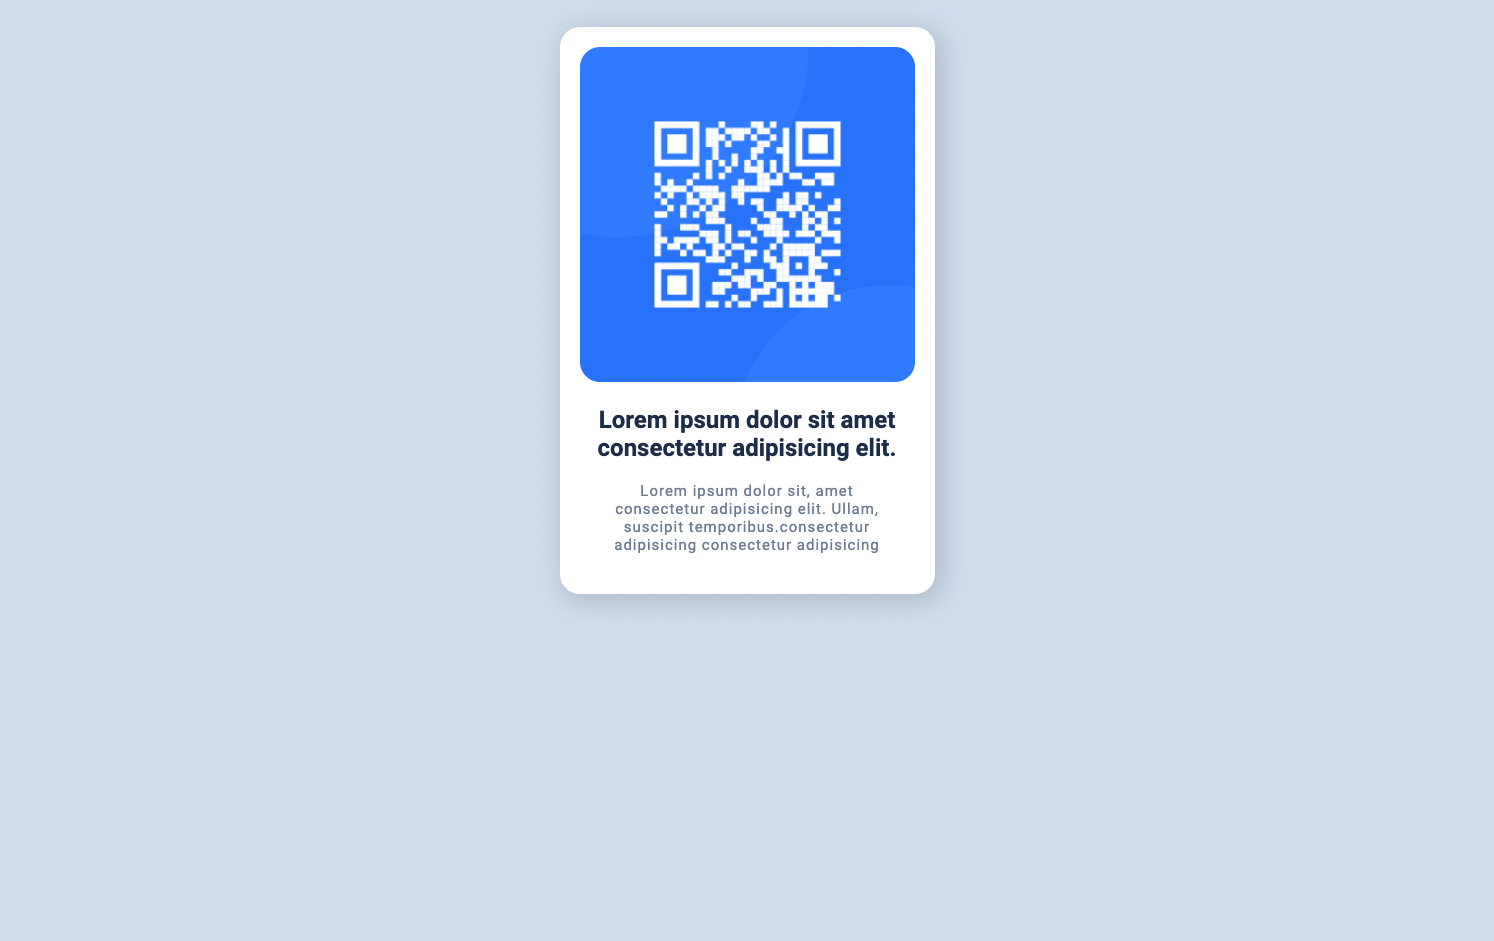 Lorem ipsum dolor sit amet
consectetur adipisicing elit.
Lorem ipsum dolor sit, amet
consectetur adipisicing elit. Ullam,
suscipit temporibus.consectetur
adipisicing consectetur adipisicing